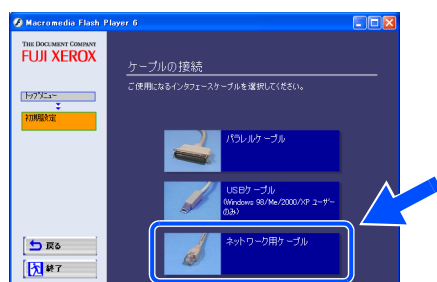 Macromedia Flash Player 6
THE DOCUMENT COMPANY
FUJI XEROX
トップメニュー
初期設定
ケーブルの接続
ご使用になるインタフェースケーブルを選択してください。
パラレルケーブル
USBケーブル
(Windows 98/Me/2000/XP ユーザー
のみ)
ネットワーク用ケーブル
戻る
終了